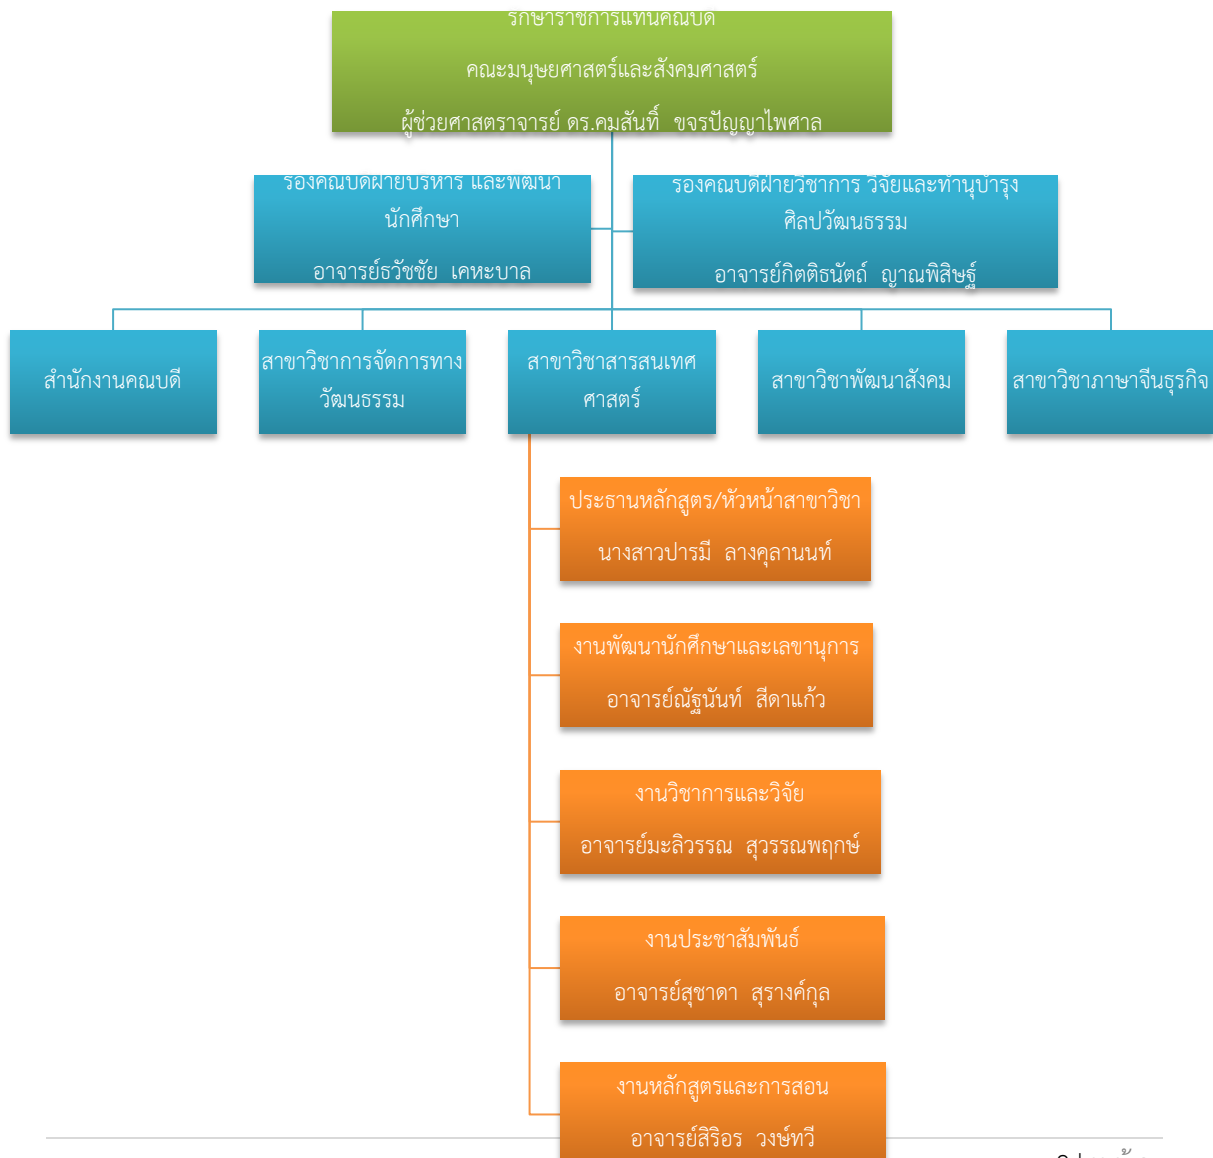 รักษาราชการแทนคณบดี
คณะมนุษยศาสตร์และสังคมศาสตร์
ผู้ช่วยศาสตราจารย์ ดร.คมสันทิ์ ขจรปัญญาไพศาล
รองคณบดีฝ่ายบริหาร และพัฒนา
นักศึกษา
อาจารย์ธวัชชัย เคหะบาล
รองคณบดีฝ่ายวิชาการ วิจัยและทำนุบำรุง
ศิลปวัฒนธรรม
อาจารย์กิตติธนัตถ์ ญาณพิสิษฐ์
สำนักงานคณบดี
สาขาวิชาการจัดการทาง
วัฒนธรรม
สาขาวิชาสารสนเทศ
ศาสตร์
สาขาวิชาพัฒนาสังคม
สาขาวิชาภาษาจีนธุรกิจ
ประธานหลักสูตร/หัวหน้าสาขาวิชา
นางสาวปารมี ลางคุลานนท์
งานพัฒนานักศึกษาและเลขานุการ
อาจารย์ณัฐนันท์ สีดาแก้ว
งานวิชาการและวิจัย
อาจารย์มะลิวรรณ สุวรรณพฤกษ์
งานประชาสัมพันธ์
อาจารย์สุชาดา สุรางค์กุล
งานหลักสูตรและการสอน
อาจารย์สิริอร วงษ์ทวี